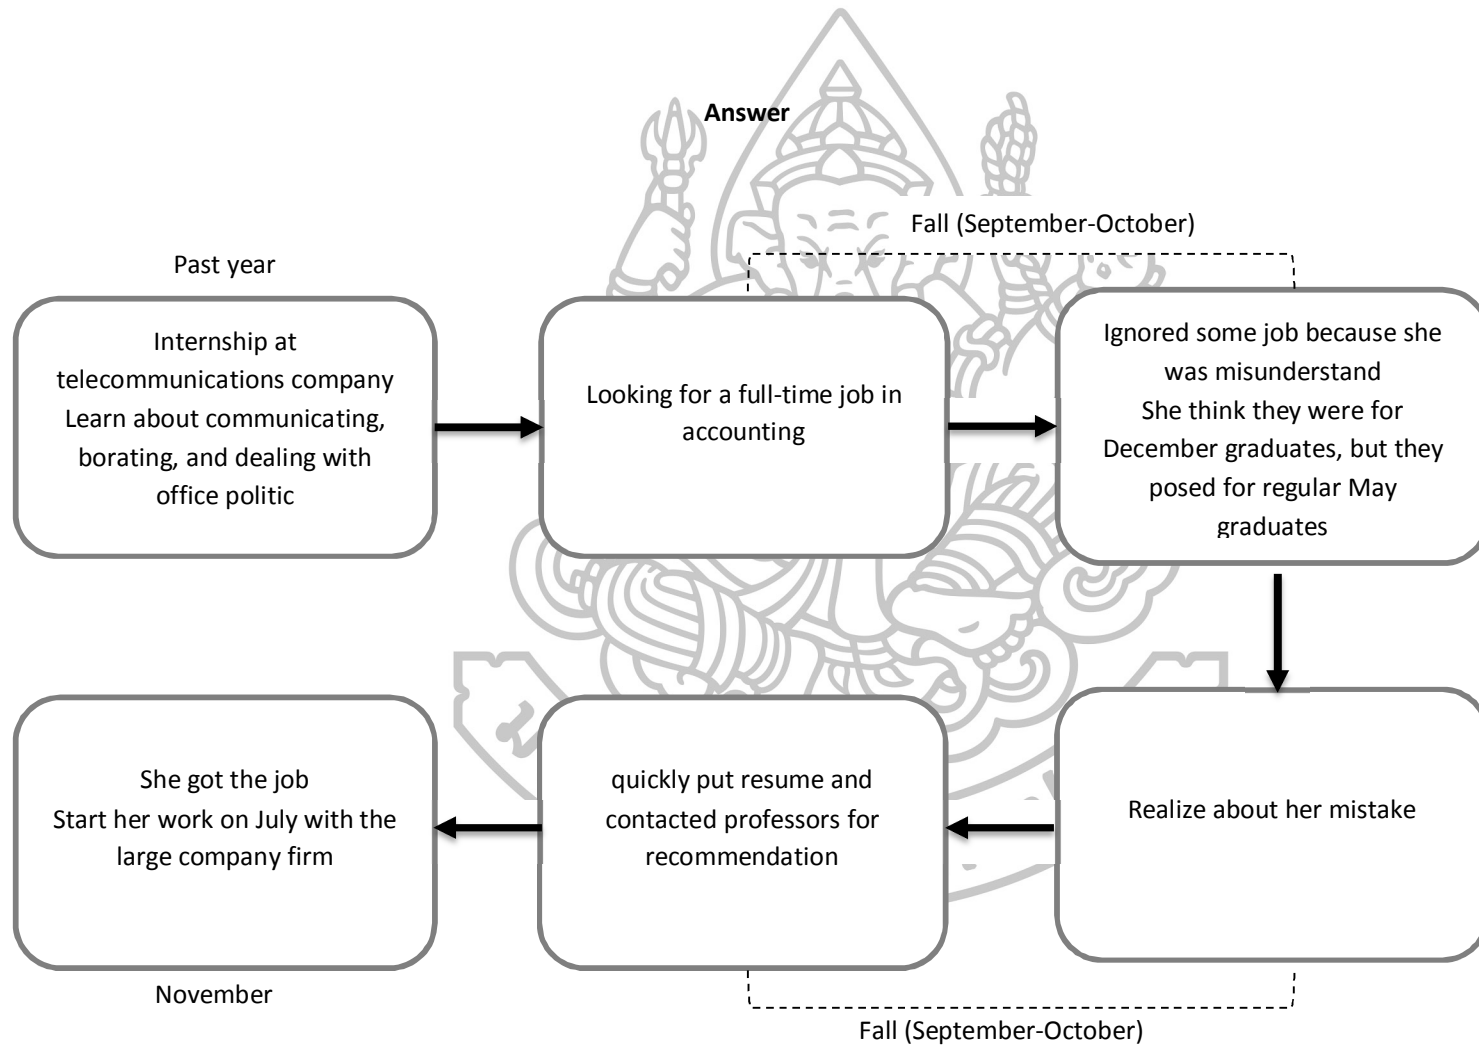 Answer
Fall (September-October)
Past year
Internship at
telecommunications company
Learn about communicating,
borating, and dealing with
office politic
Looking for a full-time job in
accounting
Ignored some job because she
was misunderstand
She think they were for
December graduates, but they
posed for regular May
graduates
Realize about her mistake
quickly put resume and
contacted professors for
recommendation
She got the job
Start her work on July with the
large company firm
November
Fall (September-October)